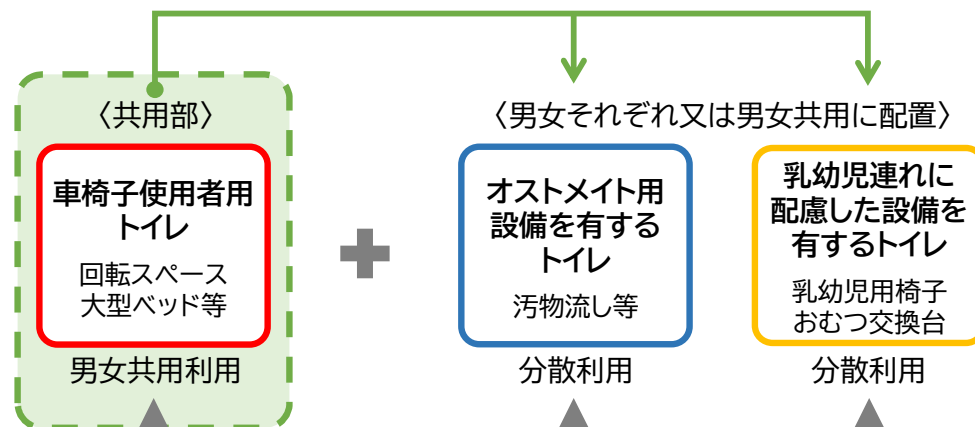 〈共用部〉
車椅子使用者用
トイレ
回転スペース
大型ベッド等
男女共用利用
〈男女それぞれ又は男女共用に配置〉
オストメイト用
設備を有する
トイレ
汚物流し等
分散利用
乳幼児連れに
配慮した設備を
有するトイレ
乳幼児用椅子
おむつ交換台
分散利用